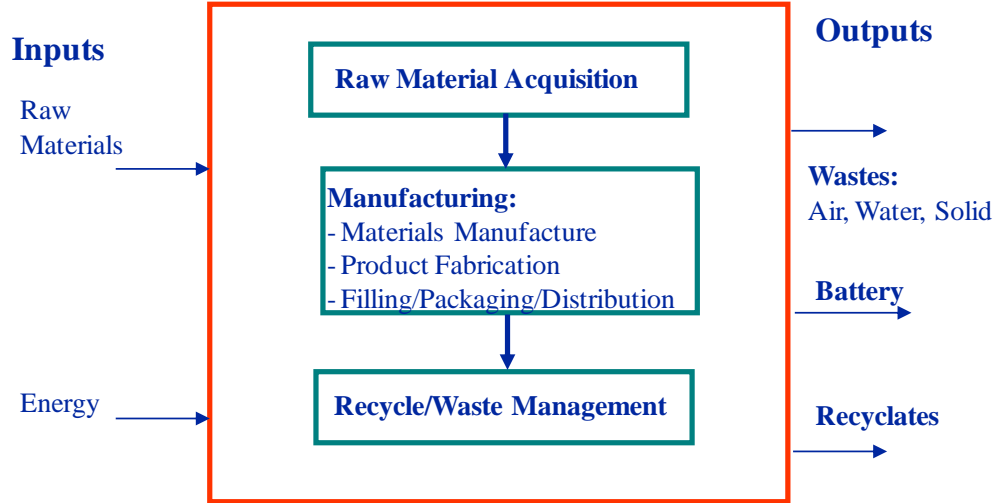 Inputs
Raw
Materials
Energy
Raw Material Acquisition
Manufacturing:
- Materials Manufacture
- Product Fabrication
- Filling/Packaging/Distribution
Recycle/Waste Management
Outputs
Wastes:
Air, Water, Solid
Battery
Recyclates